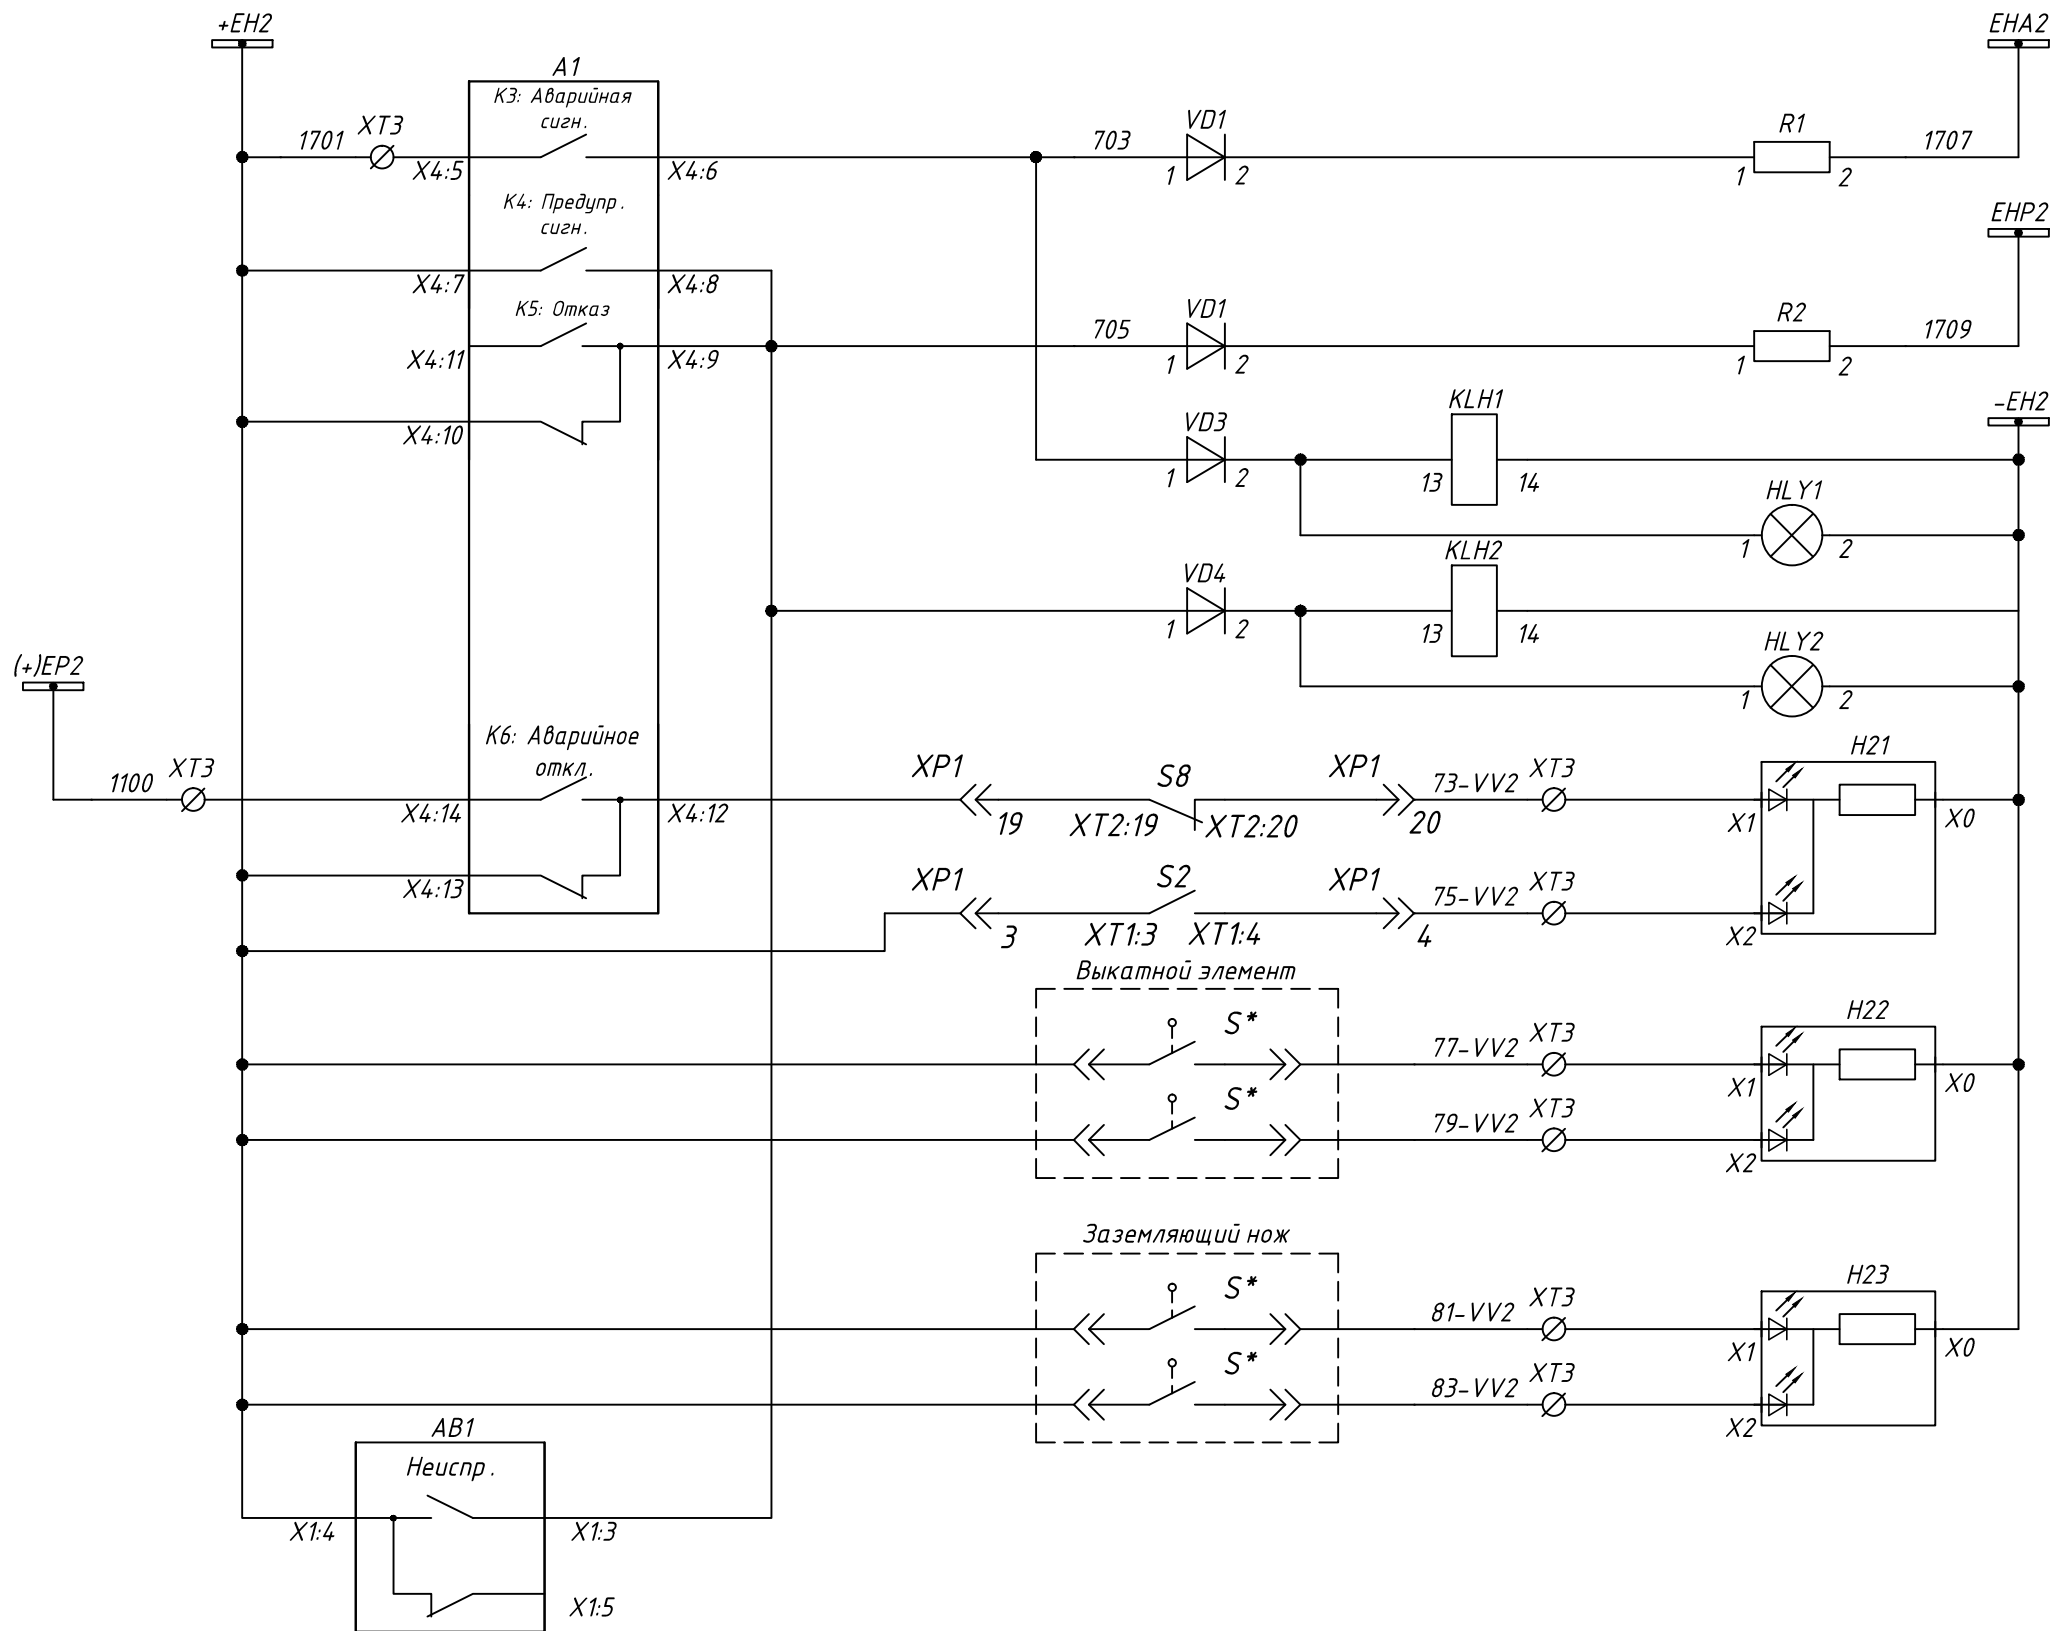 +EH2
EHA2
A1
К3: Аварийная
сигн.
1701
XT3
X4:5
X4:6
703
VD1
1
2
R1
1
2
1707
К4: Предупр.
сигн.
X4:7
X4:8
EHP2
К5: Отказ
X4:11
X4:9
705
VD1
1
2
R2
1
2
1709
X4:10
-EH2
VD3
1
2
KLH1
13
14
HLY1
1
2
VD4
1
2
KLH2
13
14
HLY2
1
2
(+)EP2
К6: Аварийное
откл.
1100
XT3
X4:14
X4:12
XP1
19
S8
XT2:19
XT2:20
XP1
20
73-VV2
XT3
H21
X1
X0
X4:13
XP1
3
S2
XT1:3
XT1:4
XP1
4
75-VV2
XT3
X2
Выкатной элемент
S*
77-VV2
XT3
H22
X1
X0
S*
79-VV2
XT3
X2
Заземляющий нож
S*
81-VV2
XT3
H23
X1
X0
S*
83-VV2
XT3
X2
AB1
Неиспр.
X1:4
X1:3
X1:5